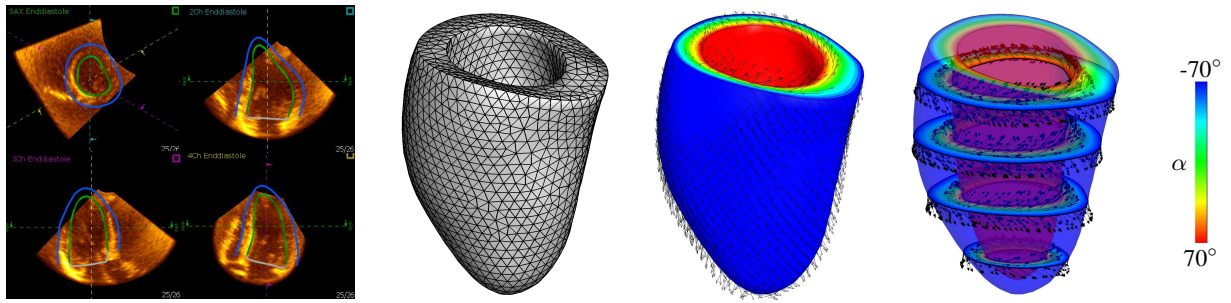 SAX Enddiastole
2Ch Enddiastole
25/26
25/26
3Ch Enddiastole
4Ch Enddiastole
25/26
25/26
-70°
α
70°